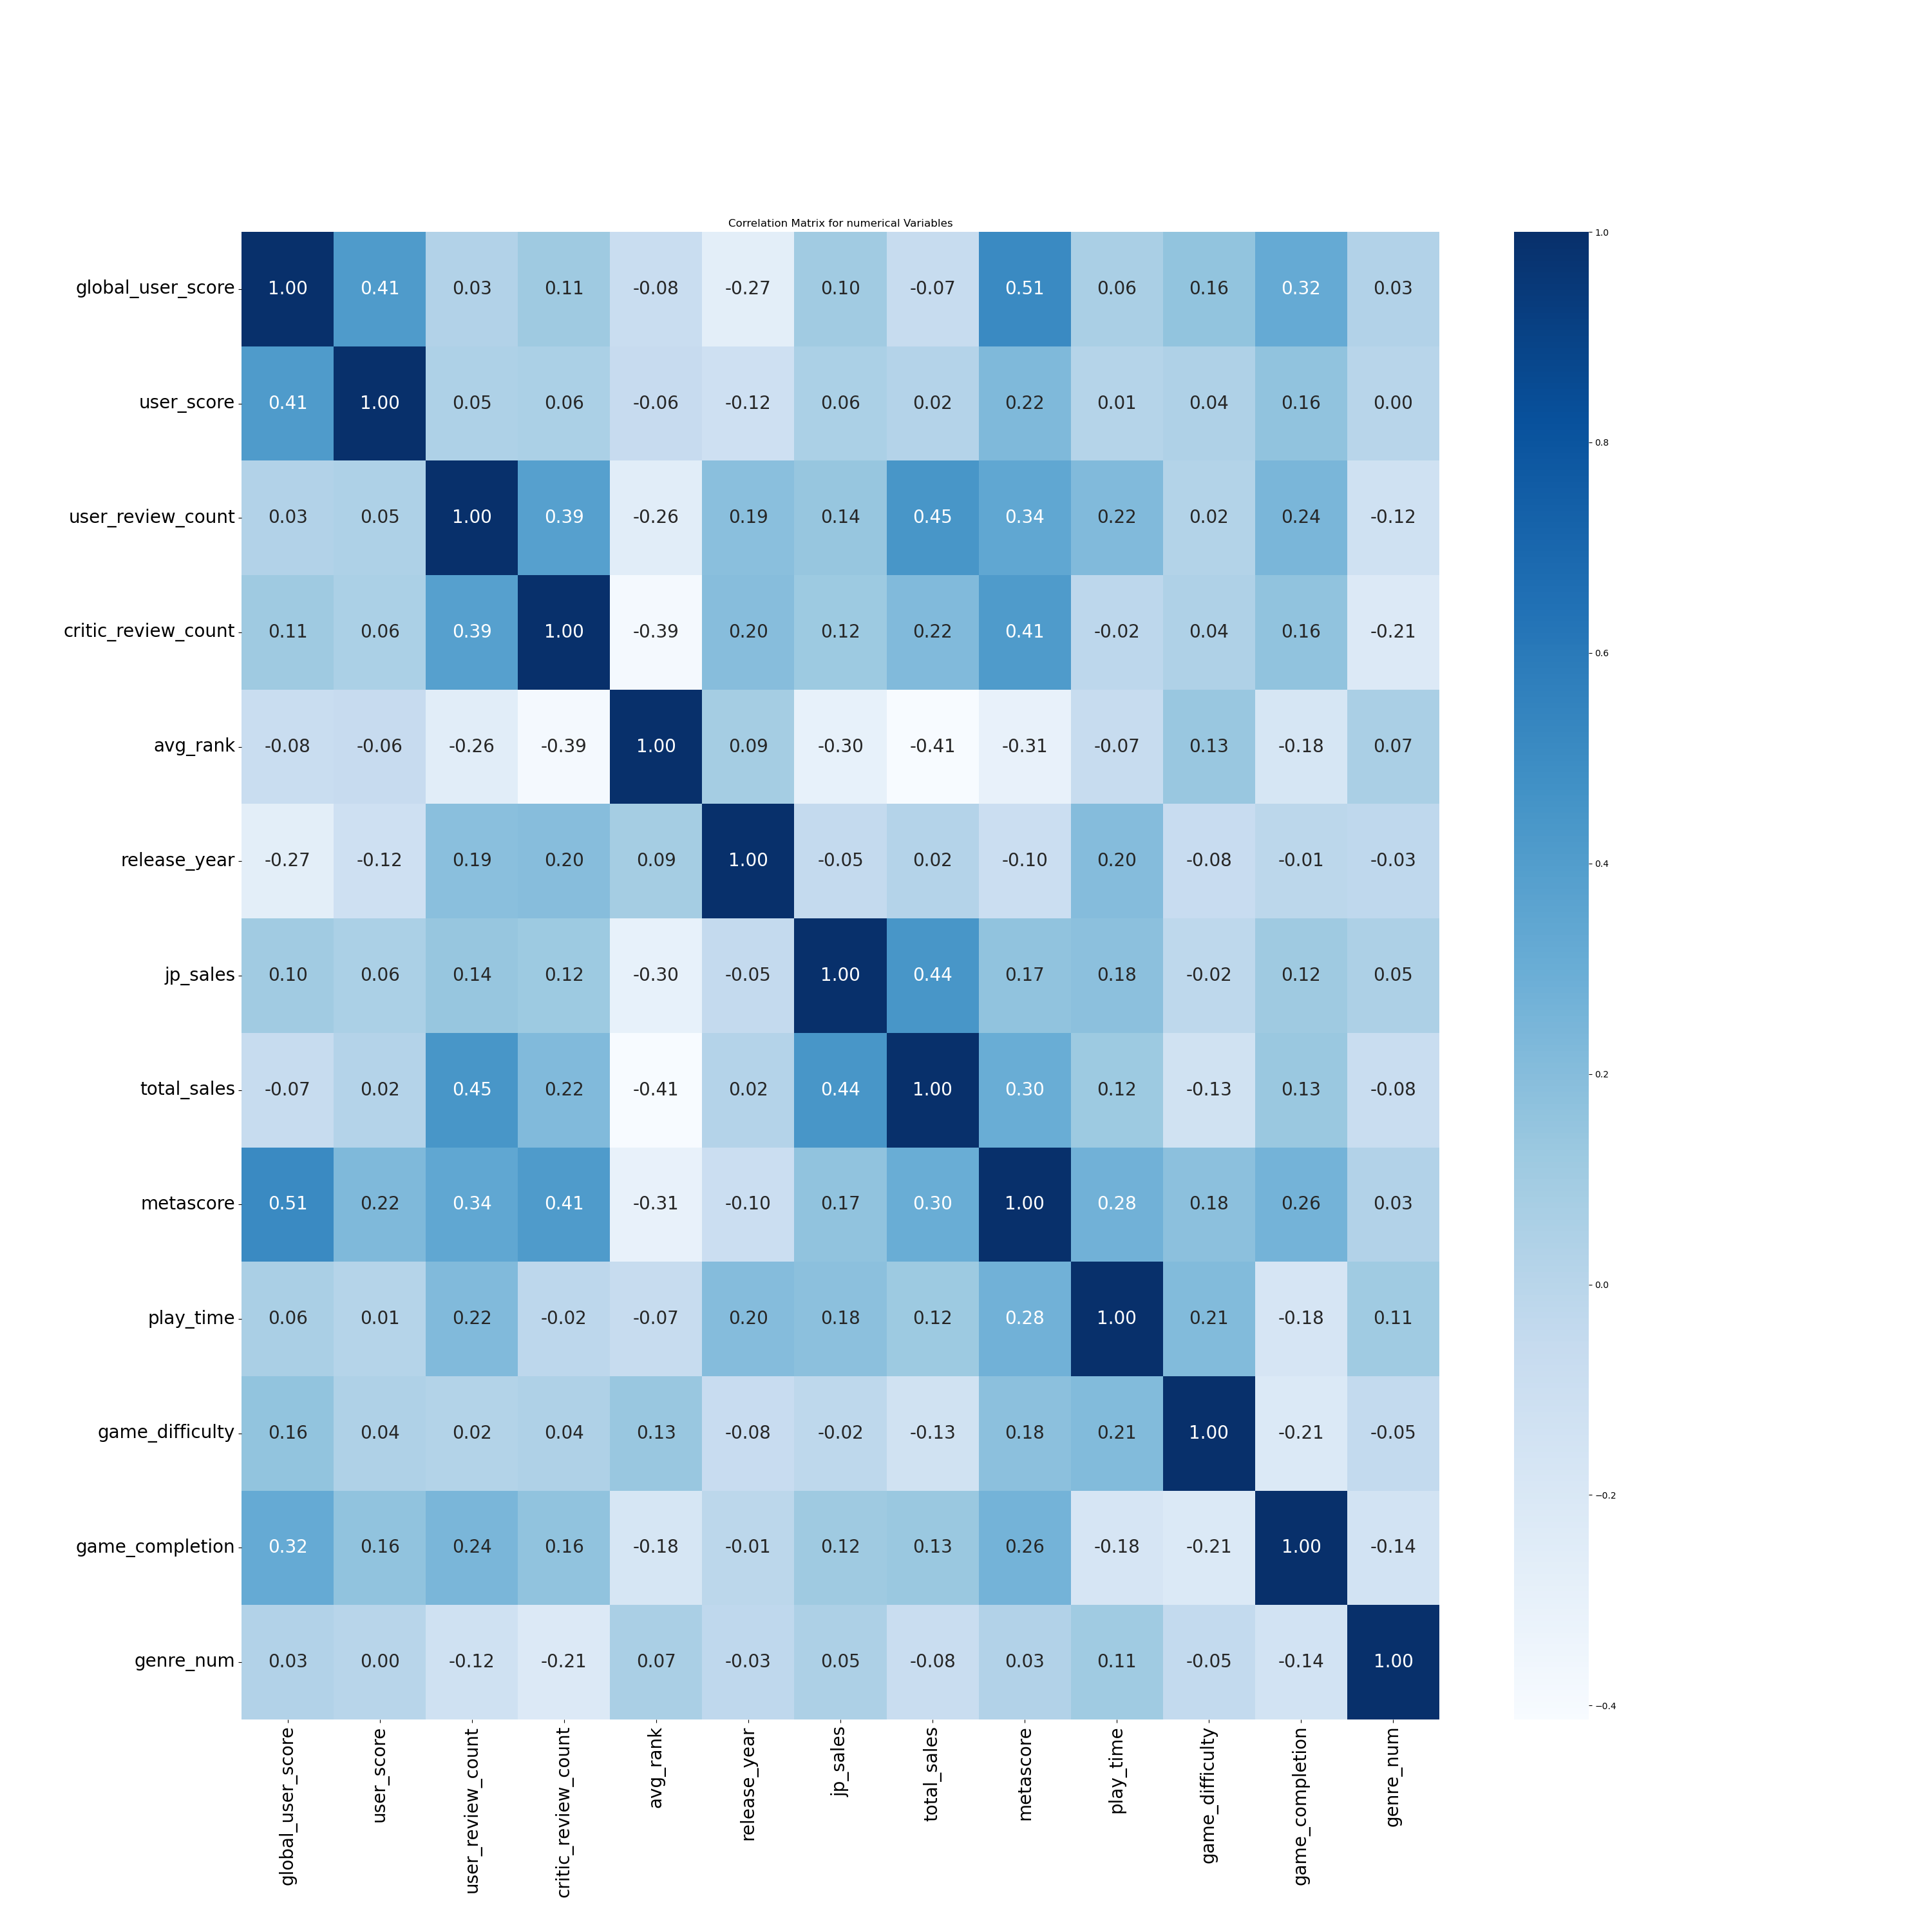 Correlation Matrix for numerical Variables
global_user_score 1.00 0.41 0.03 0.11 -0.08 -0.27 0.10 -0.07 0.51 0.06 0.16 0.32 0.03
user_score 0.41 1.00 0.05 0.06 -0.06 -0.12 0.06 0.02 0.22 0.01 0.04 0.16 0.00
user_review_count 0.03 0.05 1.00 0.39 -0.26 0.19 0.14 0.45 0.34 0.22 0.02 0.24 -0.12
critic_review_count 0.11 0.06 0.39 1.00 -0.39 0.20 0.12 0.22 0.41 -0.02 0.04 0.16 -0.21
avg_rank -0.08 -0.06 -0.26 -0.39 1.00 0.09 -0.30 -0.41 -0.31 -0.07 0.13 -0.18 0.07
release_year -0.27 -0.12 0.19 0.20 0.09 1.00 -0.05 0.02 -0.10 0.20 -0.08 -0.01 -0.03
jp_sales 0.10 0.06 0.14 0.12 -0.30 -0.05 1.00 0.44 0.17 0.18 -0.02 0.12 0.05
total_sales -0.07 0.02 0.45 0.22 -0.41 0.02 0.44 1.00 0.30 0.12 -0.13 0.13 -0.08
metascore 0.51 0.22 0.34 0.41 -0.31 -0.10 0.17 0.30 1.00 0.28 0.18 0.26 0.03
play_time 0.06 0.01 0.22 -0.02 -0.07 0.20 0.18 0.12 0.28 1.00 0.21 -0.18 0.11
game_difficulty 0.16 0.04 0.02 0.04 0.13 -0.08 -0.02 -0.13 0.18 0.21 1.00 -0.21 -0.05
game_completion 0.32 0.16 0.24 0.16 -0.18 -0.01 0.12 0.13 0.26 -0.18 -0.21 1.00 -0.14
genre_num 0.03 0.00 -0.12 -0.21 0.07 -0.03 0.05 -0.08 0.03 0.11 -0.05 -0.14 1.00
global_user_score
user_score
user_review_count
critic_review_count
avg_rank
release_year
jp_sales
total_sales
metascore
play_time
game_difficulty
game_completion
genre_num
1.0
0.8
0.6
0.4
0.2
0.0
−0.2
−0.4